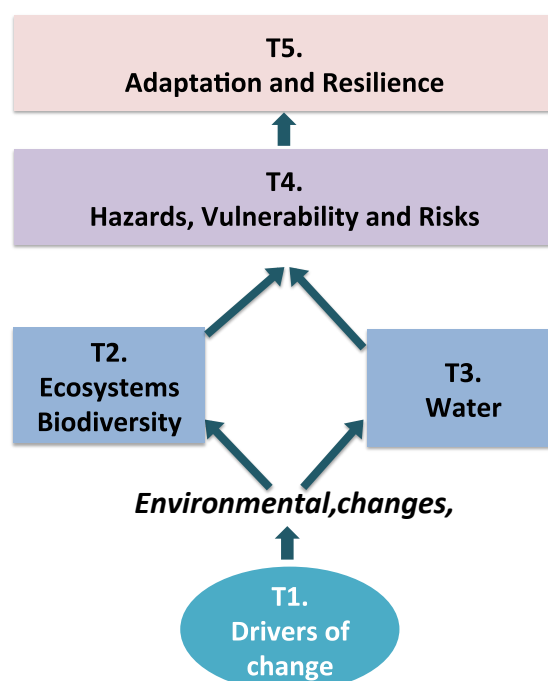 T5.
Adaptation and Resilience
T4.
Hazards, Vulnerability and Risks
T2.
Ecosystems
Biodiversity
T3.
Water
Environmental,changes,
T1.
Drivers of
change